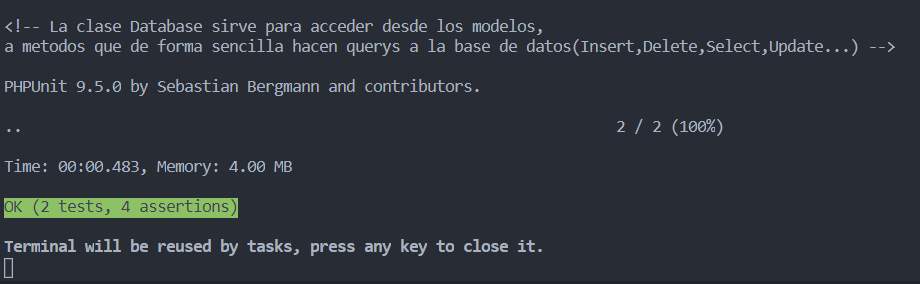 <!-- La clase Database sirve para acceder desde los modelos,
a metodos que de forma sencilla hacen querys a la base de datos(Insert,Delete,Select,Update...) -->
PHPUnit 9.5.0 by Sebastian Bergmann and contributors.
.. 2 / 2 (100%)
Time: 00:00.483, Memory: 4.00 MB
OK (2 tests, 4 assertions)
Terminal will be reused by tasks, press any key to close it.